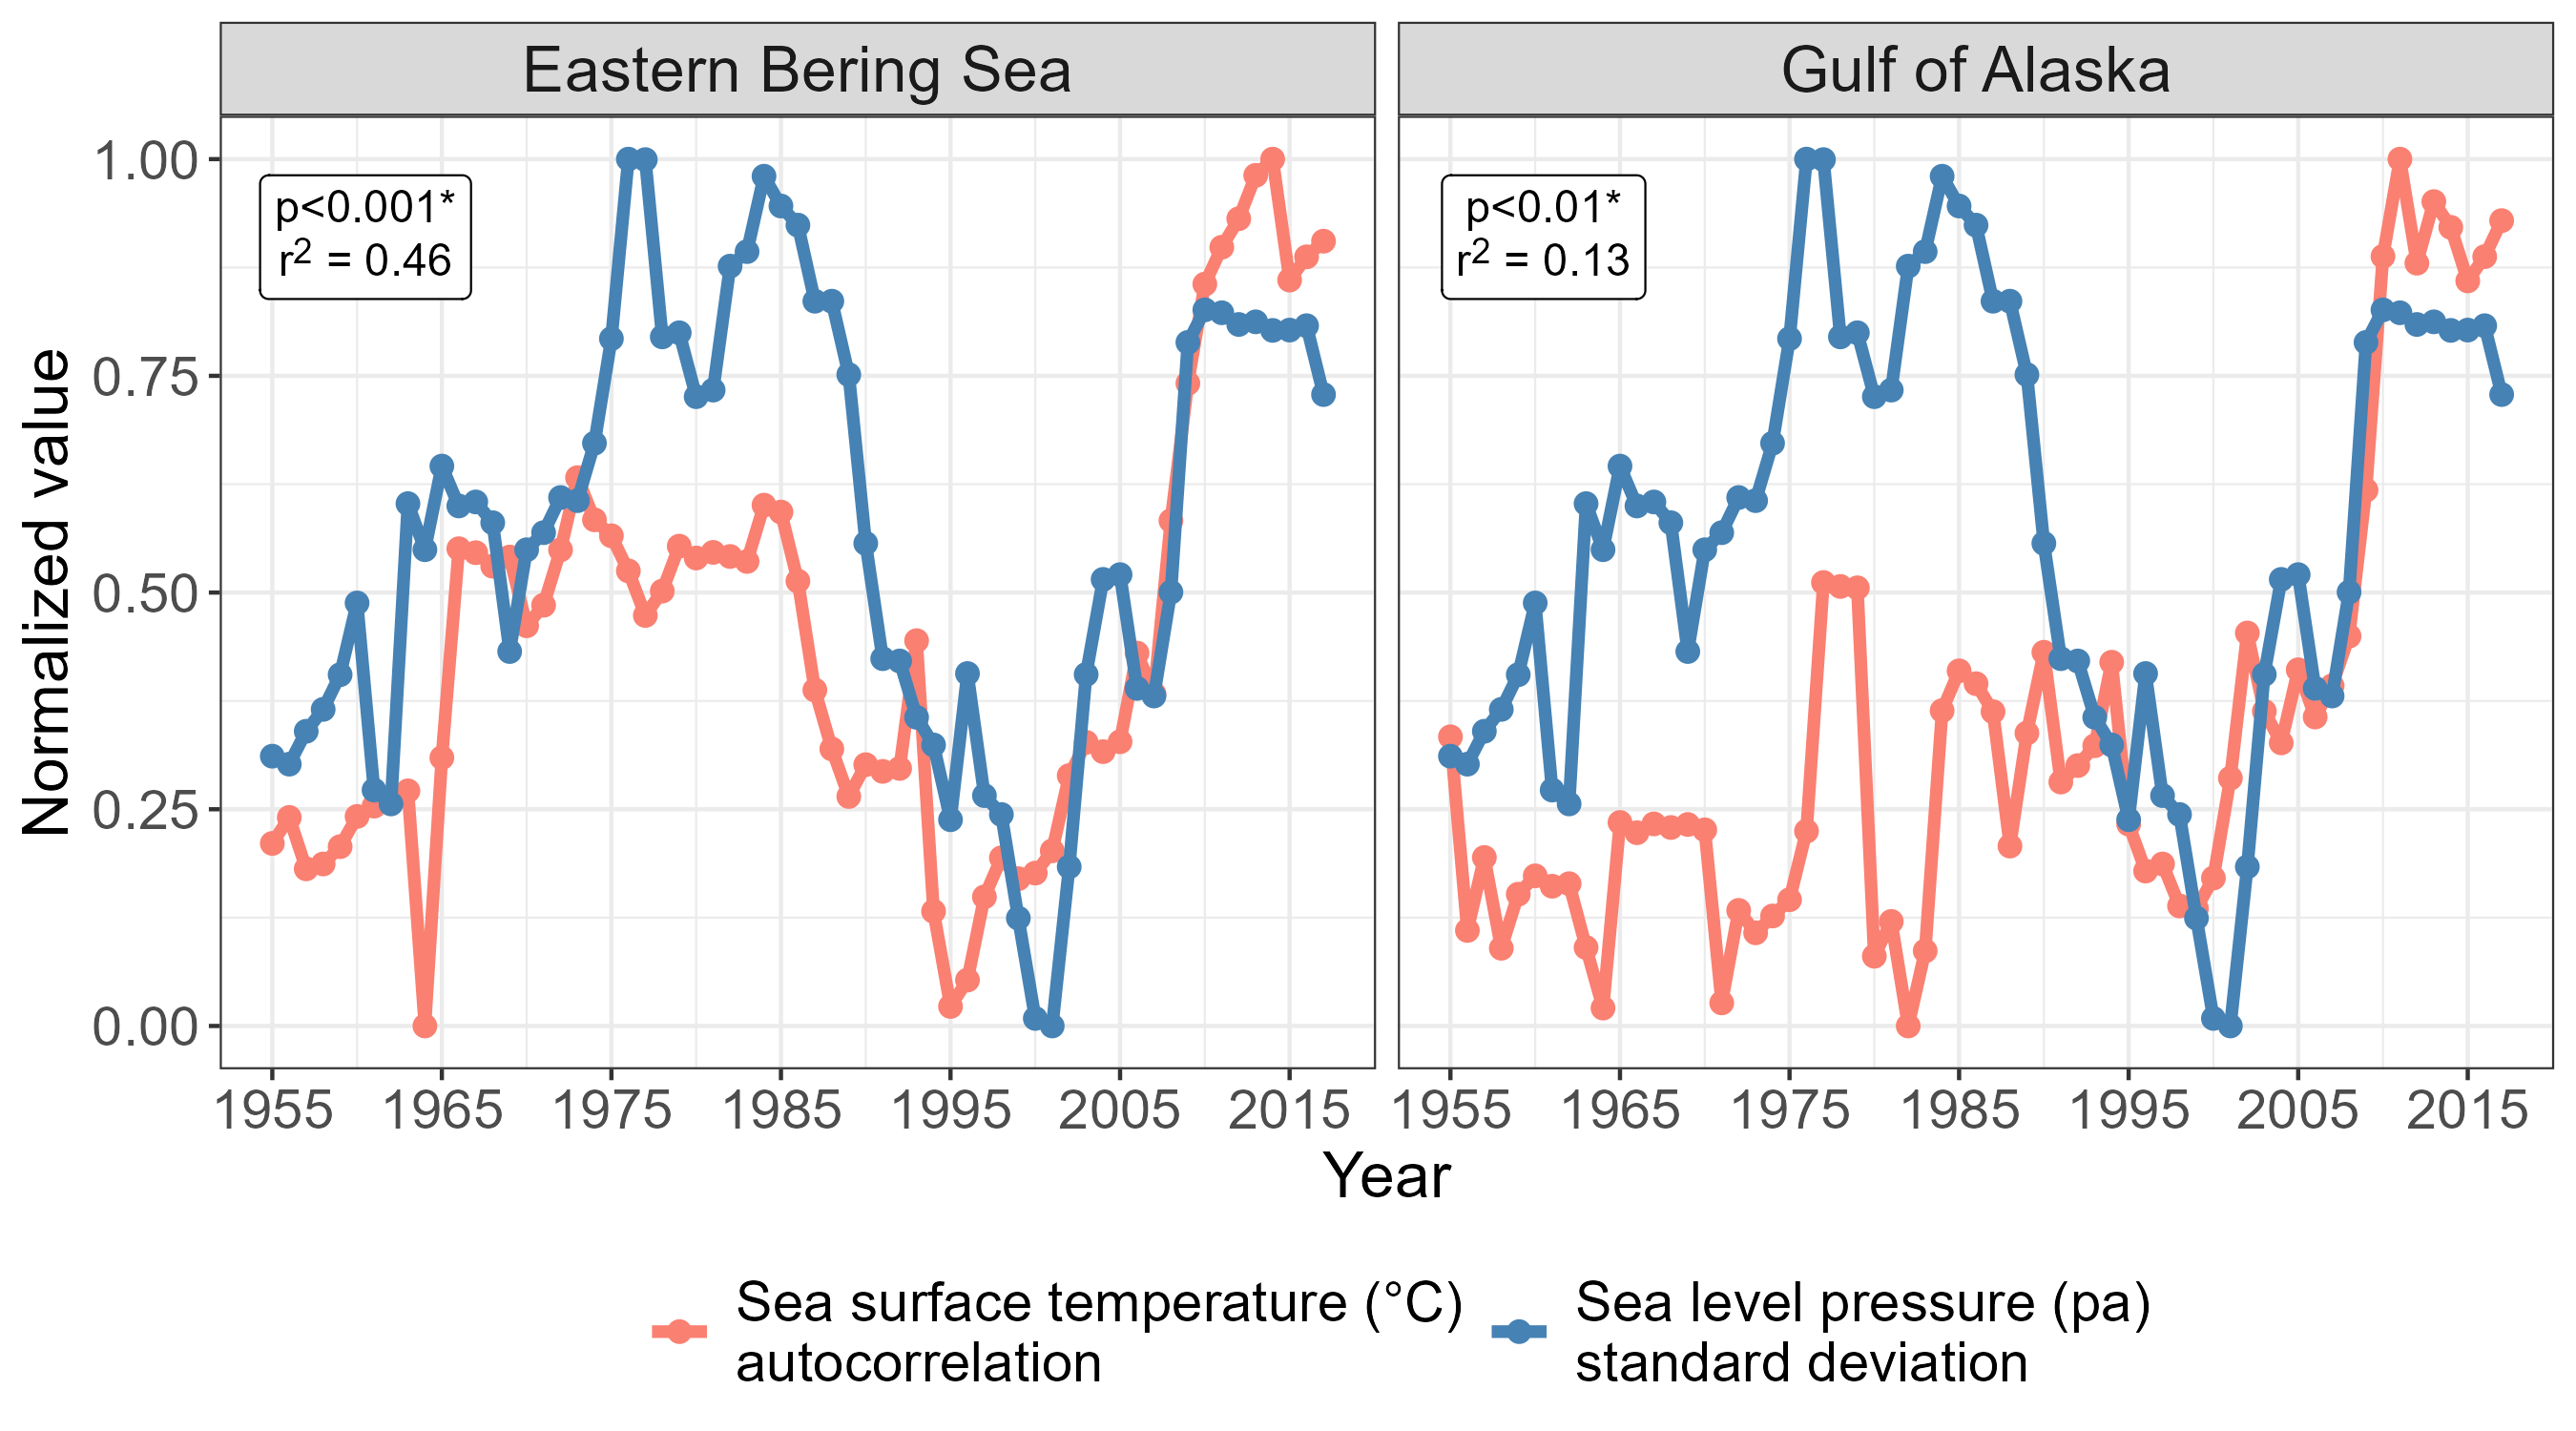 Eastern Bering Sea
Gulf of Alaska
Normalized value
1.00
0.75
0.50
0.25
0.00
p<0.001*
r² = 0.46
p<0.01*
r² = 0.13
1955 1965 1975 1985 1995 2005 2015
1955 1965 1975 1985 1995 2005 2015
Year
Sea surface temperature (°C)
autocorrelation
Sea level pressure (pa)
standard deviation